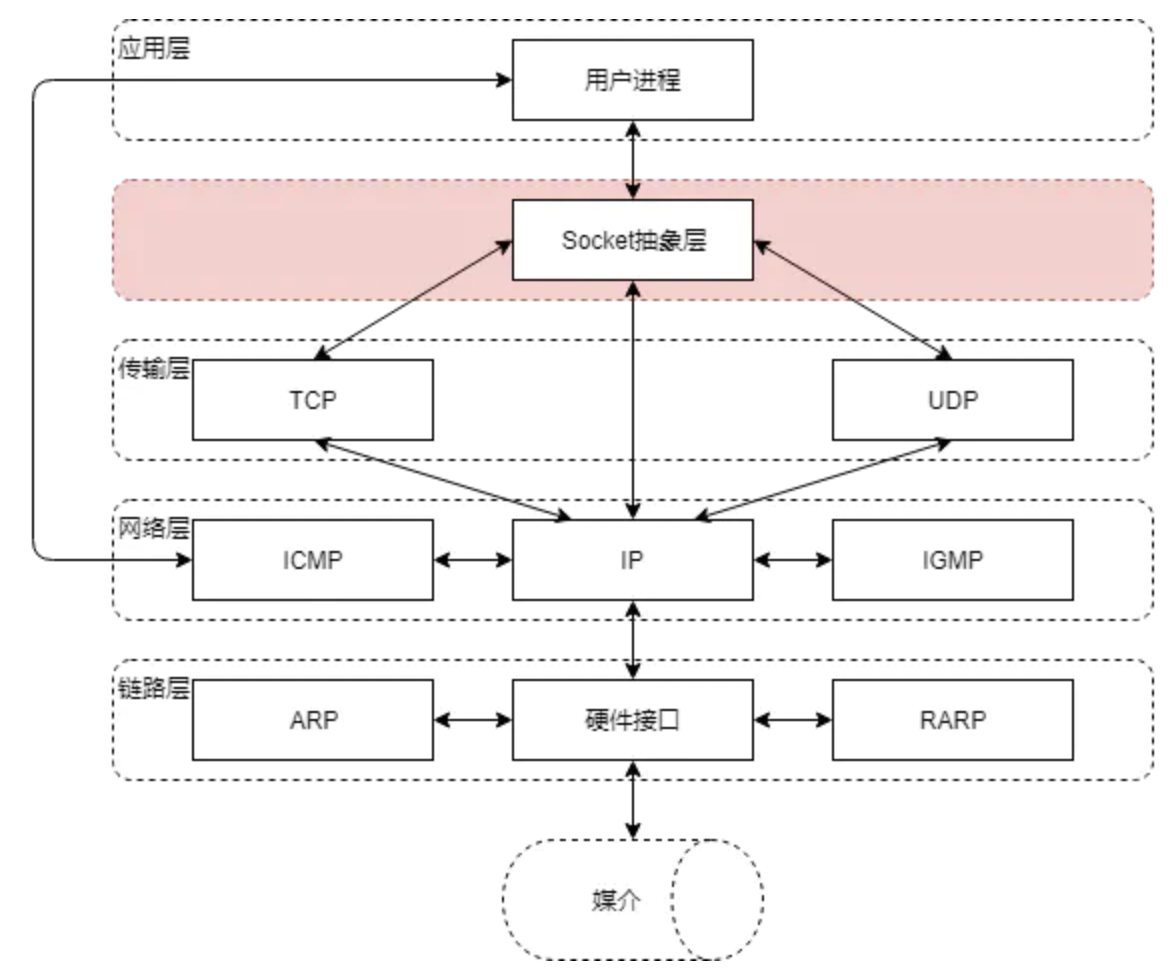 应用层
用户进程
Socket抽象层
传输层
TCP
UDP
网络层
ICMP
IP
IGMP
链路层
ARP
硬件接口
RARP
媒介